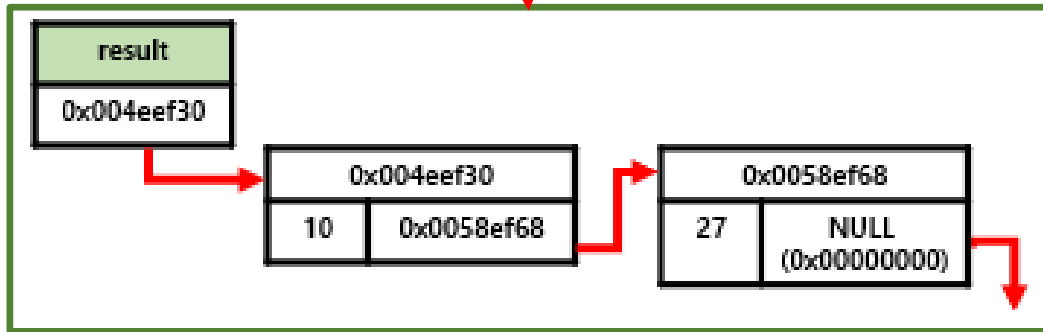 result
0x004eef30
0x004eef30
10 0x0058ef68
0x0058ef68
27 NULL
(0x00000000)